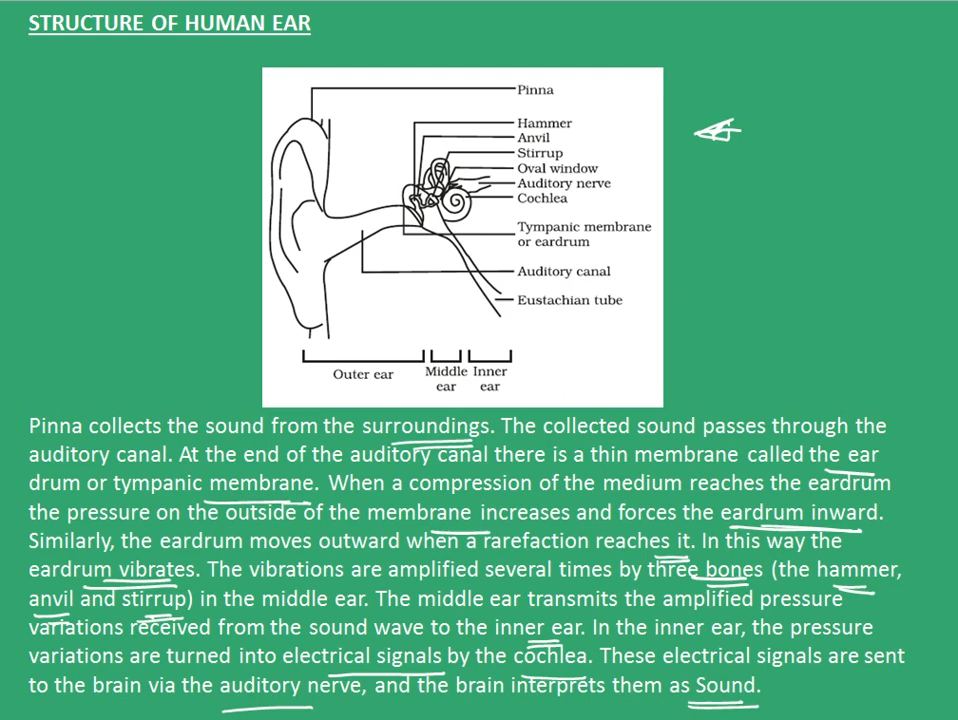 STRUCTURE OF HUMAN EAR
Pinna
Hammer
Anvil
Stirrup
Oval window
Auditory nerve
Cochlea
Tympanic membrane
or eardrum
Auditory canal
Eustachian tube
Outer ear
Middle
ear
Inner
ear
Pinna collects the sound from the surroundings. The collected sound passes through the
auditory canal. At the end of the auditory canal there is a thin membrane called the ear
drum or tympanic membrane. When a compression of the medium reaches the eardrum
the pressure on the outside of the membrane increases and forces the eardrum inward.
Similarly, the eardrum moves outward when a rarefaction reaches it. In this way the
eardrum vibrates. The vibrations are amplified several times by three bones (the hammer,
anvil and stirrup) in the middle ear. The middle ear transmits the amplified pressure
variations received from the sound wave to the inner ear. In the inner ear, the pressure
variations are turned into electrical signals by the cochlea. These electrical signals are sent
to the brain via the auditory nerve, and the brain interprets them as Sound.